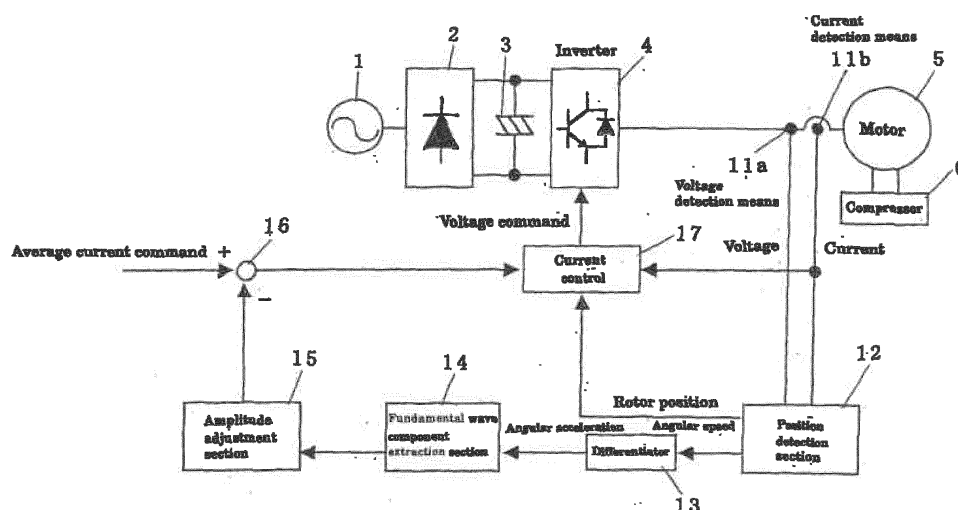 Current
detection means
1
2
3
Inverter
4
11b
5
Motor
11a
Voltage
detection means
6
Compresser
Voltage command
16
Average current command +
−
17
Current
control
Voltage
Current
15
Amplitude
adjustment
section
14
Fundamental wave
component
extraction section
Rotor position
Angular acceleration
Angular speed
Differentiator
13
12
Position
detection
section